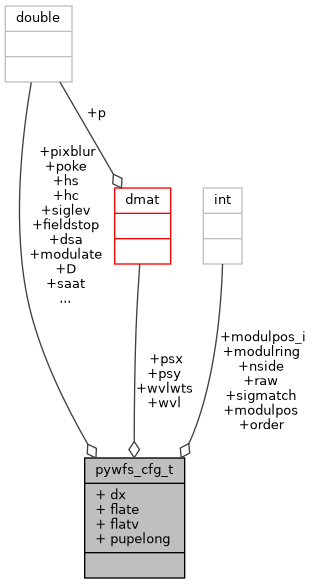 double
+p
+pixblur
+poke
+hs
+hc
+siglev
+fieldstop
+dsa
+modulate
+D
+saat
...
dmat
int
+psx
+psy
+wvlwts
+wvl
+modulpos_i
+modulring
+nside
+raw
+sigmatch
+modulpos
+order
pywfs_cfg_t
+ dx
+ flate
+ flatv
+ pupelong